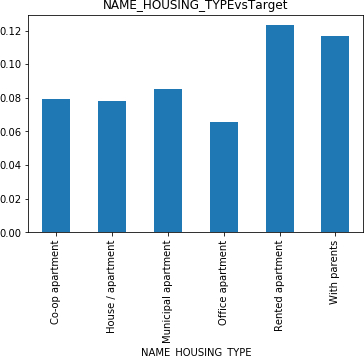 NAME_HOUSING_TYPEvsTarget
0.12
0.10
0.08
0.06
0.04
0.02
0.00
Co-op apartment
House / apartment
Municipal apartment
Office apartment
Rented apartment
With parents
NAME_HOUSING_TYPE